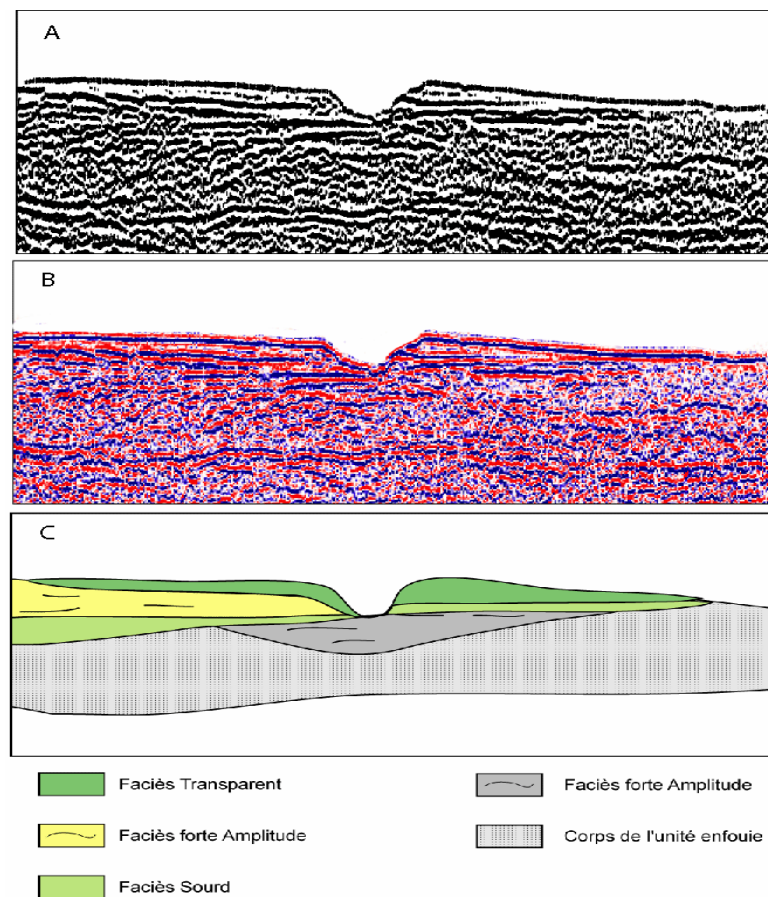 A
B
C
Faciès Transparent
Faciès forte Amplitude
Faciès Sourd
Faciès forte Amplitude
Corps de l'unité enfouie